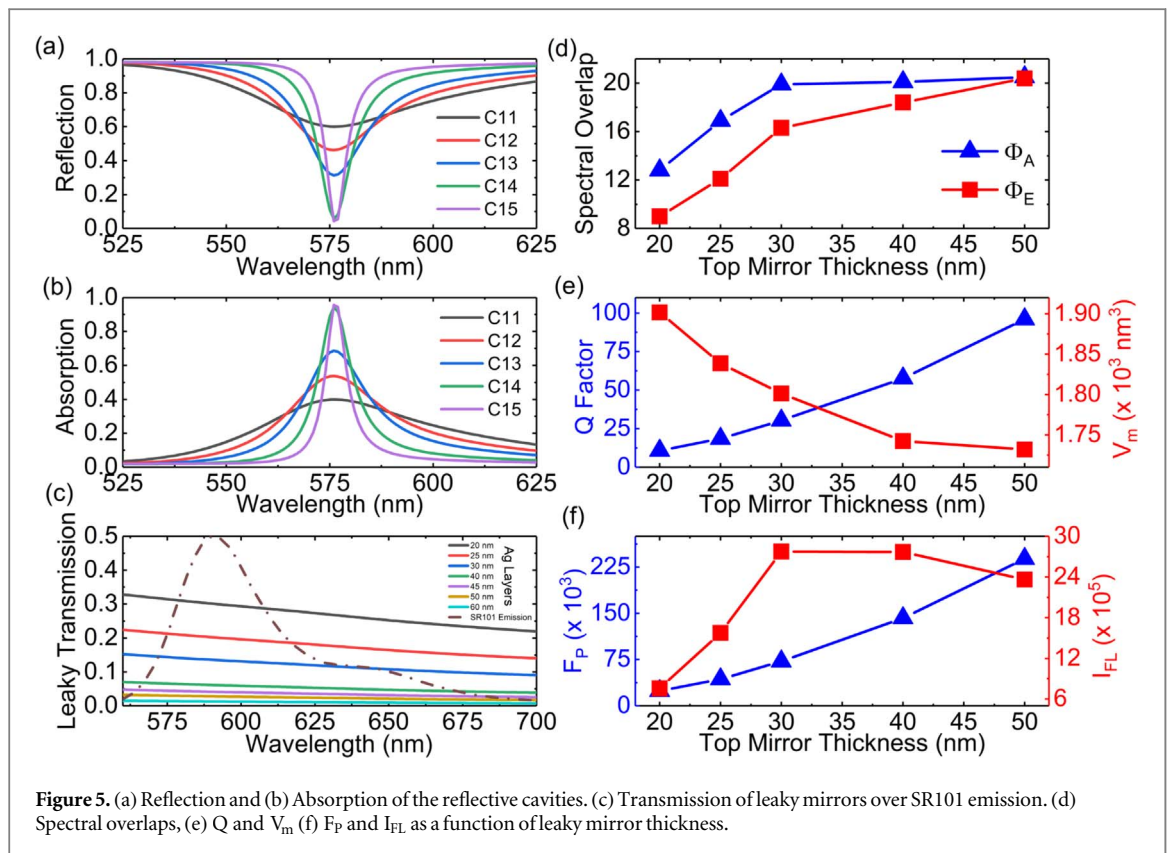 (a)
1.0
0.8
0.6
0.4
0.2
0.0
Reflection
C11
C12
C13
C14
C15
525 550 575 600 625
Wavelength (nm)
(b)
1.0
0.8
0.6
0.4
0.2
0.0
Absorption
C11
C12
C13
C14
C15
525 550 575 600 625
Wavelength (nm)
(c)
0.5
0.4
0.3
0.2
0.1
0.0
Leaky Transmission
20 nm
25 nm
30 nm
40 nm
45 nm
50 nm
60 nm
SR101 Emission
Ag Layers
575 600 625 650 675 700
Wavelength (nm)
(d)
20
16
12
8
Spectral Overlap
Φ_A
Φ_E
20 25 30 35 40 45 50
Top Mirror Thickness (nm)
(e)
100
75
50
25
0
Q Factor
1.90
1.85
1.80
1.75
V_m (x 10³ nm³)
20 25 30 35 40 45 50
Top Mirror Thickness (nm)
(f)
225
150
75
0
F_P (x 10³)
30
24
18
12
6
I_FL (x 10⁵)
20 25 30 35 40 45 50
Top Mirror Thickness (nm)
Figure 5. (a) Reflection and (b) Absorption of the reflective cavities. (c) Transmission of leaky mirrors over SR101 emission. (d)
Spectral overlaps, (e) Q and V_m (f) F_P and I_FL as a function of leaky mirror thickness.